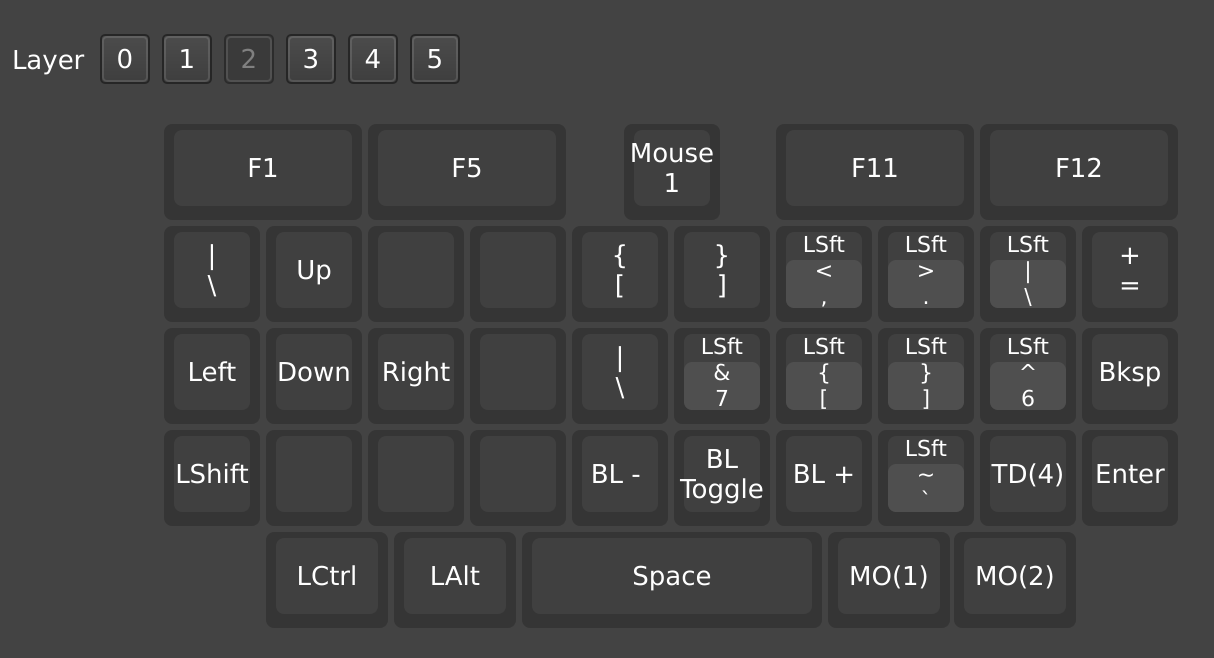 Layer 0 1 2 3 4 5
F1 F5 Mouse 1 F11 F12
| \ Up { [ } ] LSft < , LSft > . LSft | \ + =
Left Down Right | \ LSft & 7 LSft { [ LSft } ] LSft ^ 6 Bksp
LShift BL - BL Toggle BL + LSft ~ ` TD(4) Enter
LCtrl LAlt Space MO(1) MO(2)